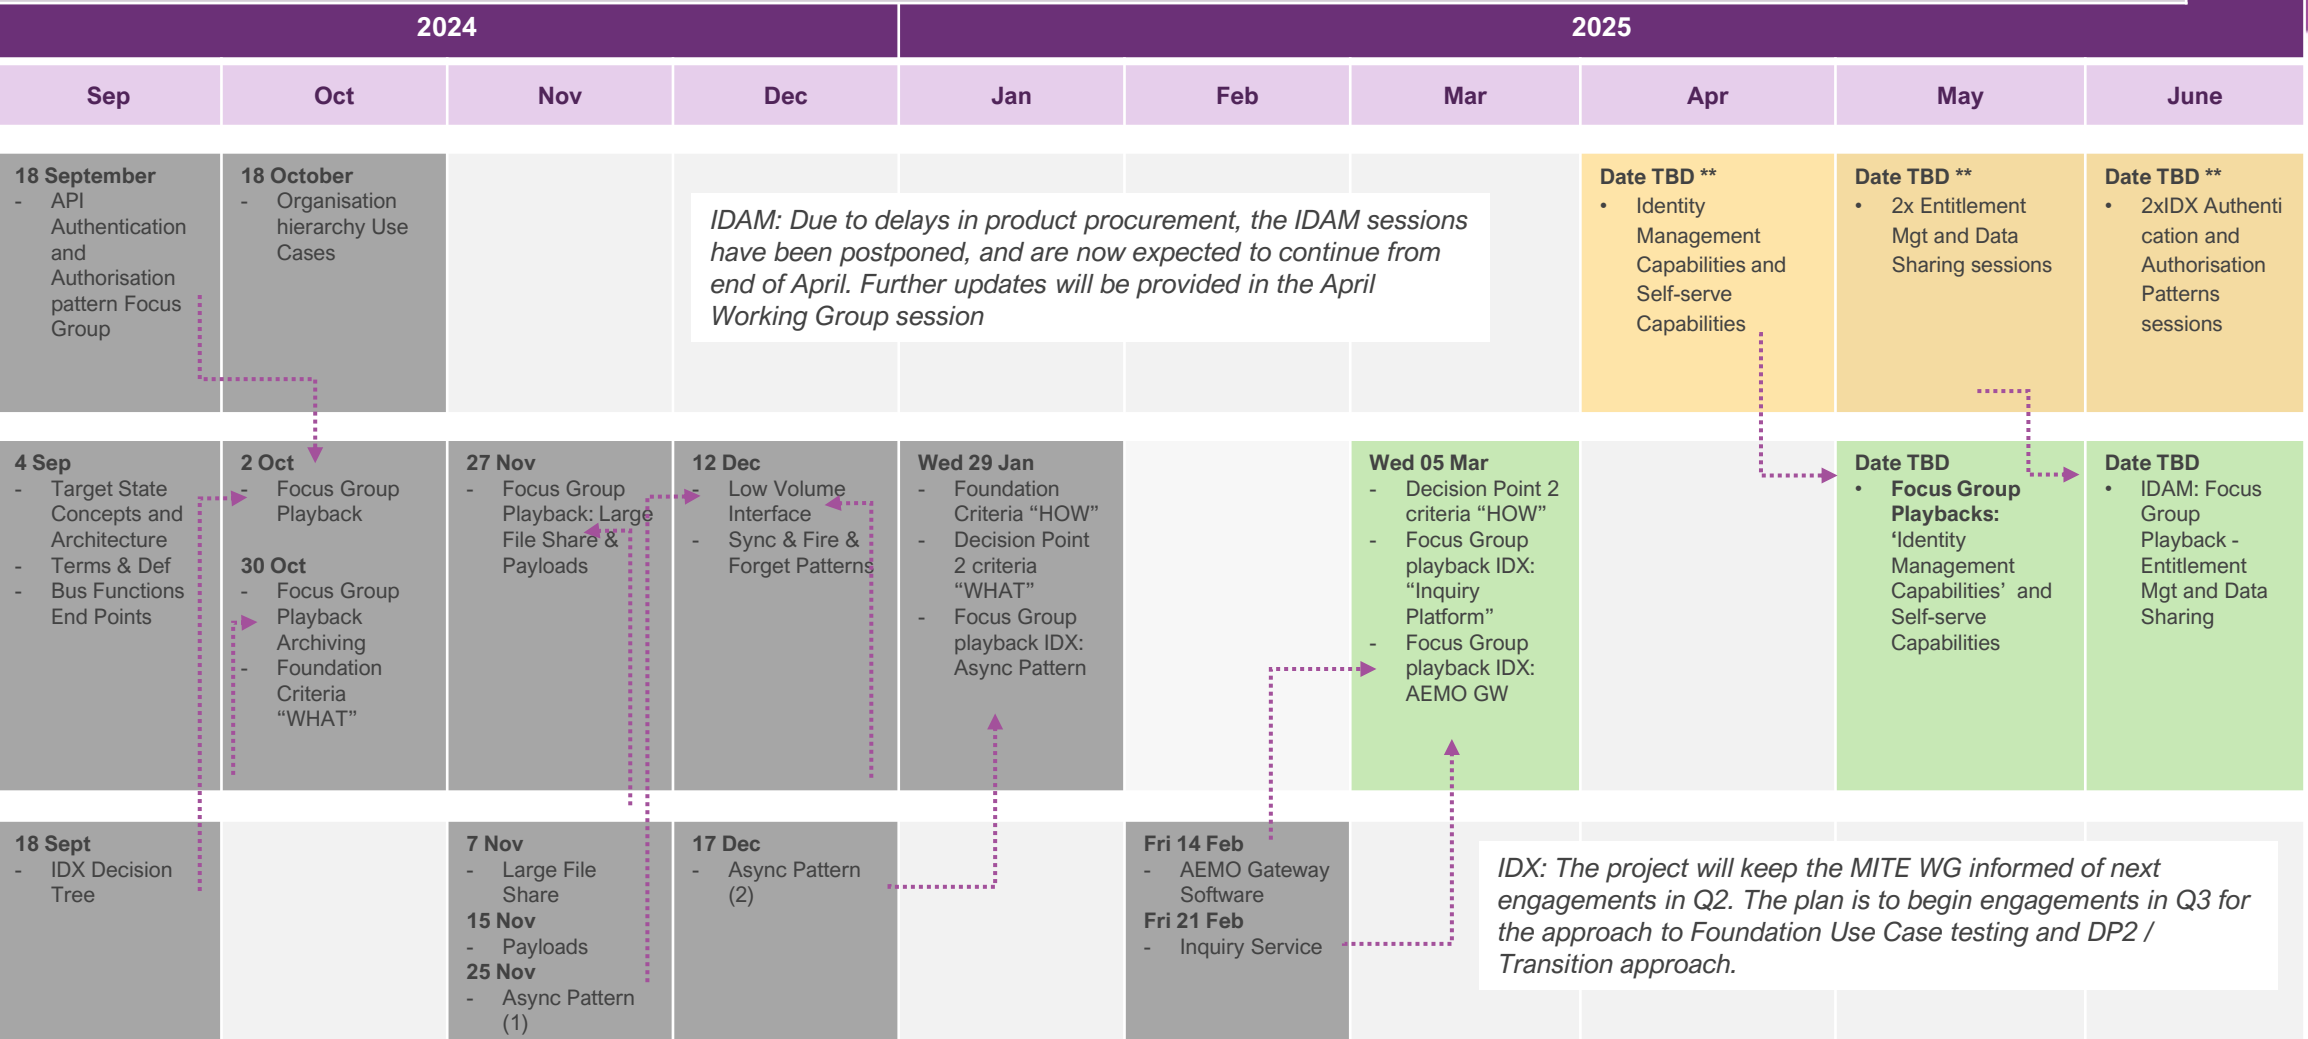 2024
2025
Sep
Oct
Nov
Dec
Jan
Feb
Mar
Apr
May
June
18 September
- API
Authentication
and
Authorisation
pattern Focus
Group
18 October
- Organisation
hierarchy Use
Cases
IDAM: Due to delays in product procurement, the IDAM sessions
have been postponed, and are now expected to continue from
end of April. Further updates will be provided in the April
Working Group session
Date TBD **
• Identity
Management
Capabilities and
Self-serve
Capabilities
Date TBD **
• 2x Entitlement
Mgt and Data
Sharing sessions
Date TBD **
• 2xIDX Authenti
cation and
Authorisation
Patterns
sessions
4 Sep
- Target State
Concepts and
Architecture
- Terms & Def
- Bus Functions
End Points
2 Oct
- Focus Group
Playback
30 Oct
- Focus Group
Playback
Archiving
- Foundation
Criteria
“WHAT”
27 Nov
- Focus Group
Playback: Large
File Share &
Payloads
12 Dec
- Low Volume
Interface
- Sync & Fire &
Forget Patterns
Wed 29 Jan
- Foundation
Criteria “HOW”
- Decision Point
2 criteria
“WHAT”
- Focus Group
playback IDX:
Async Pattern
Wed 05 Mar
- Decision Point 2
criteria “HOW”
- Focus Group
playback IDX:
“Inquiry
Platform”
- Focus Group
playback IDX:
AEMO GW
Date TBD
• Focus Group
Playbacks:
‘Identity
Management
Capabilities’ and
Self-serve
Capabilities
Date TBD
• IDAM: Focus
Group
Playback -
Entitlement
Mgt and Data
Sharing
18 Sept
- IDX Decision
Tree
7 Nov
- Large File
Share
15 Nov
- Payloads
25 Nov
- Async Pattern
(1)
17 Dec
- Async Pattern
(2)
Fri 14 Feb
- AEMO Gateway
Software
Fri 21 Feb
- Inquiry Service
IDX: The project will keep the MITE WG informed of next
engagements in Q2. The plan is to begin engagements in Q3 for
the approach to Foundation Use Case testing and DP2 /
Transition approach.